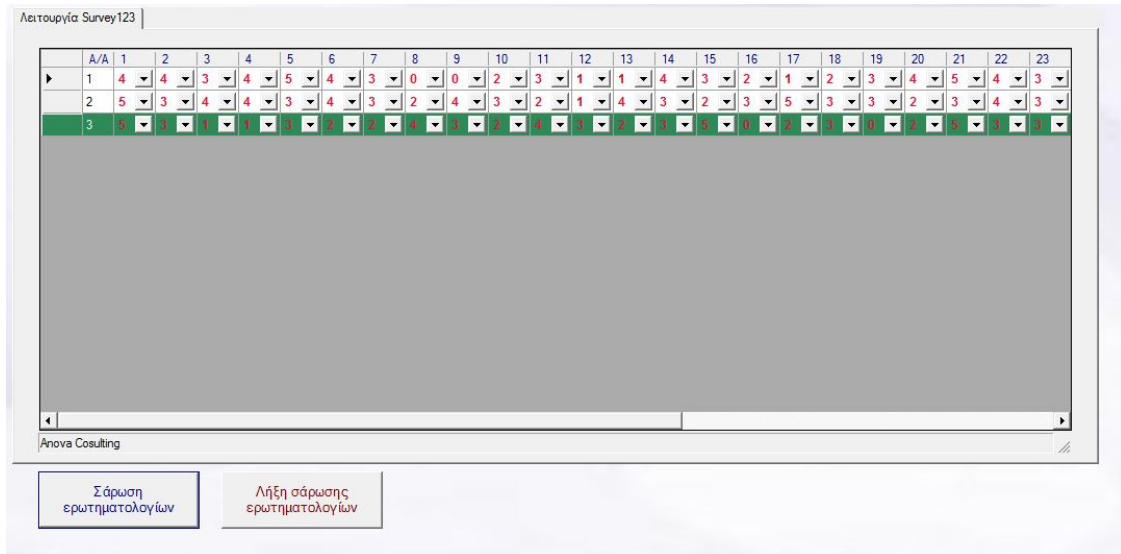 Λειτουργία Survey123
A/A 1 2 3 4 5 6 7 8 9 10 11 12 13 14 15 16 17 18 19 20 21 22 23
1 4 4 3 4 5 4 3 0 0 2 3 1 1 4 3 2 1 2 3 4 5 4 3
2 5 3 4 4 3 4 3 2 4 3 2 1 4 3 2 3 5 3 3 2 3 4 3
3 5 3 1 1 3 2 2 4 3 2 4 3 2 3 5 0 2 3 0 2 5 3 3
Anova Cosulting
Σάρωση
ερωτηματολογίων
Λήξη σάρωσης
ερωτηματολογίων